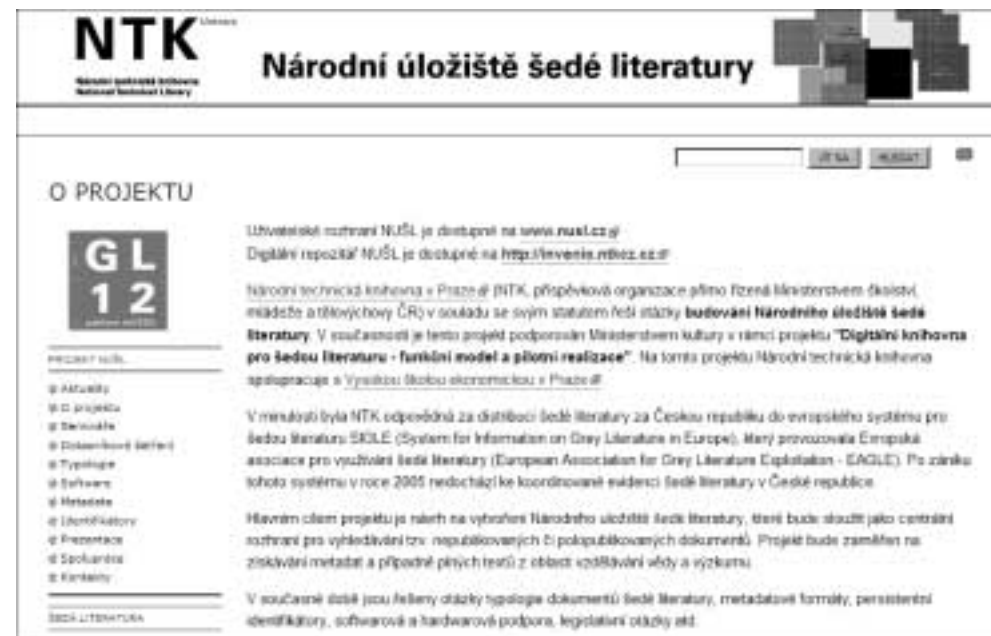 NTK
Národní technická knihovna
National Technical Library
Národní úložiště šedé literatury
JÍT NA HLEDAT
O PROJEKTU
GL
12
Uživatelské rozhraní NUŠL je dostupné na www.nusl.cz
Digitální repozitář NUŠL je dostupné na http://invenio.ntkcz.cz
Národní technická knihovna v Praze (NTK, příspěvková organizace přímo řízená Ministerstvem školství,
mládeže a tělovýchovy ČR) v souladu se svým statutem řeší otázky budování Národního úložiště šedé
literatury. V současnosti je tento projekt podporován Ministerstvem kultury v rámci projektu "Digitální knihovna
pro šedou literaturu - funkční model a pilotní realizace". Na tomto projektu Národní technická knihovna
spolupracuje s Vysokou školou ekonomickou v Praze
V minulosti byla NTK odpovědná za distribuci šedé literatury za Českou republiku do evropského systému pro
šedou literaturu SIGLE (System for Information on Grey Literature in Europe), který provozovala Evropská
asociace pro využívání šedé literatury (European Association for Grey Literature Exploitation - EAGLE). Po zániku
tohoto systému v roce 2005 nedochází ke koordinované evidenci šedé literatury v České republice.
Hlavním cílem projektu je návrh na vytvoření Národního úložiště šedé literatury, které bude sloužit jako centrální
rozhraní pro vyhledávání tzv. nepublikovaných či polopublikovaných dokumentů. Projekt bude zaměřen na
získávání metadat a případně plných textů z oblasti vzdělávání vědy a výzkumu.
V současné době jsou řešeny otázky typologie dokumentů šedé literatury, metadatové formáty, persistentní
identifikátory, softwarová a hardwarová podpora, legislativní otázky atd.
PROJEKT NUŠL
Aktuality
O projektu
Semináře
Dotazníkové šetření
Typologie
Software
Metadata
Identifikátory
Prezentace
Spolupráce
Kontakty
ŠEDÁ LITERATURA